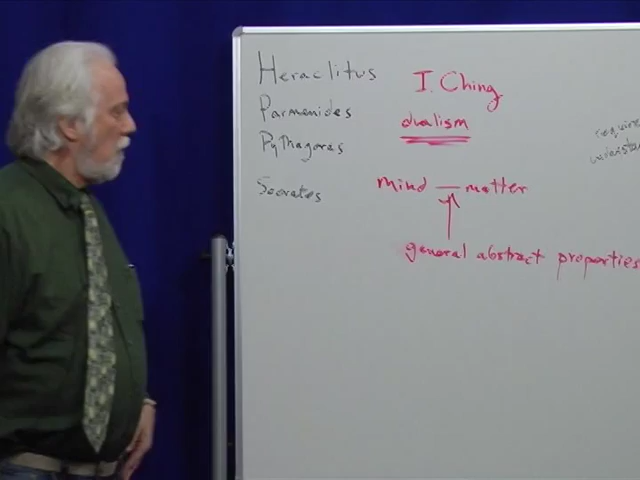 Heraclitus
Parmenides
Pythagoras
Socrates
I. Ching
dualism
mind — matter
general abstract properties